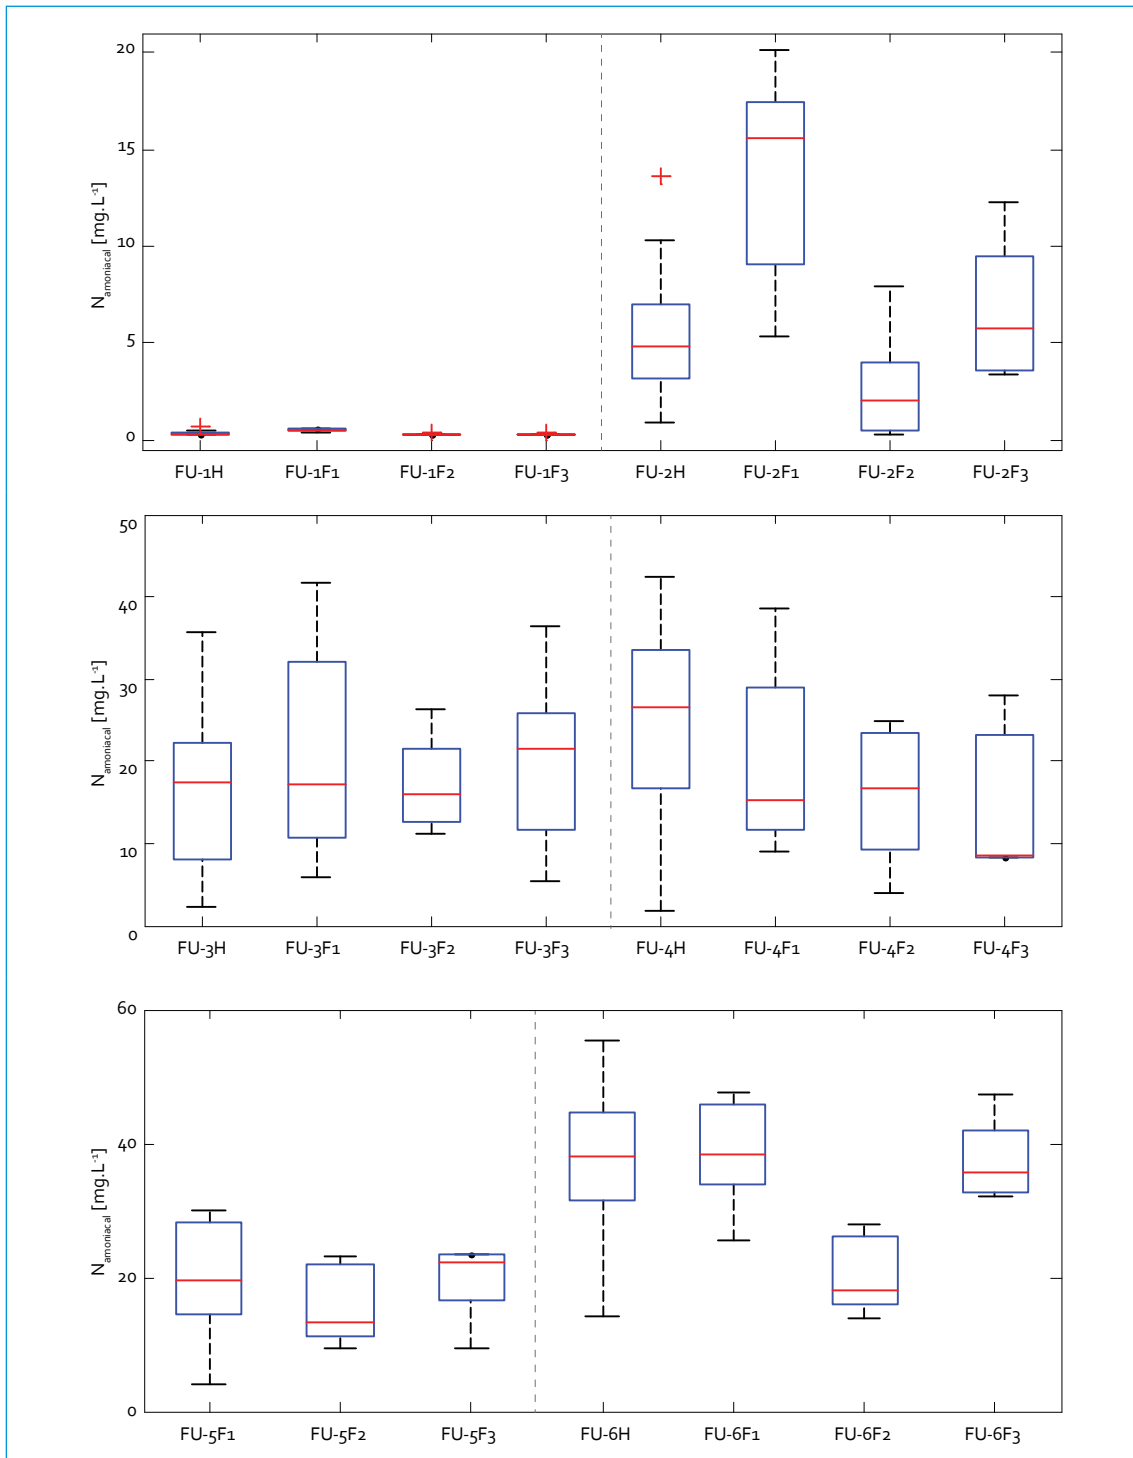 20
15
10
5
0
N amoniacal [mg.L⁻¹]
FU-1H FU-1F1 FU-1F2 FU-1F3 FU-2H FU-2F1 FU-2F2 FU-2F3
50
40
30
20
10
0
N amoniacal [mg.L⁻¹]
FU-3H FU-3F1 FU-3F2 FU-3F3 FU-4H FU-4F1 FU-4F2 FU-4F3
60
40
20
0
N amoniacal [mg.L⁻¹]
FU-5F1 FU-5F2 FU-5F3 FU-6H FU-6F1 FU-6F2 FU-6F3